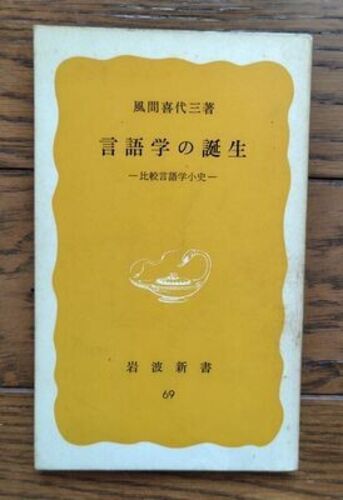 風間喜代三著
言語学の誕生
—比較言語学小史—
岩波新書
69